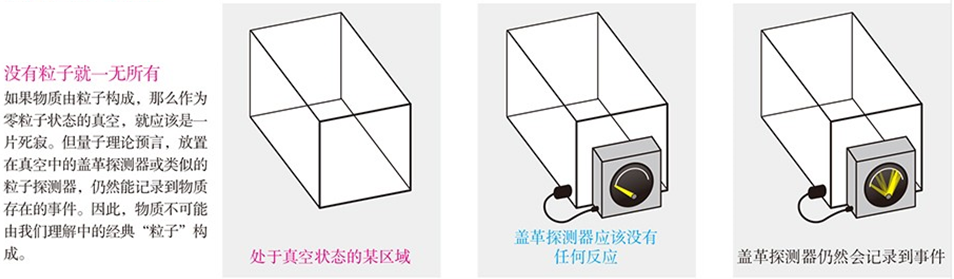 没有粒子就一无所有
如果物质由粒子构成，那么作为
零粒子状态的真空，就应该是一
片死寂。但量子理论预言，放置
在真空中的盖革探测器或类似的
粒子探测器，仍然能记录到物质
存在的事件。因此，物质不可能
由我们理解中的经典“粒子”构
成。
处于真空状态的某区域
盖革探测器应该没有
任何反应
盖革探测器仍然会记录到事件